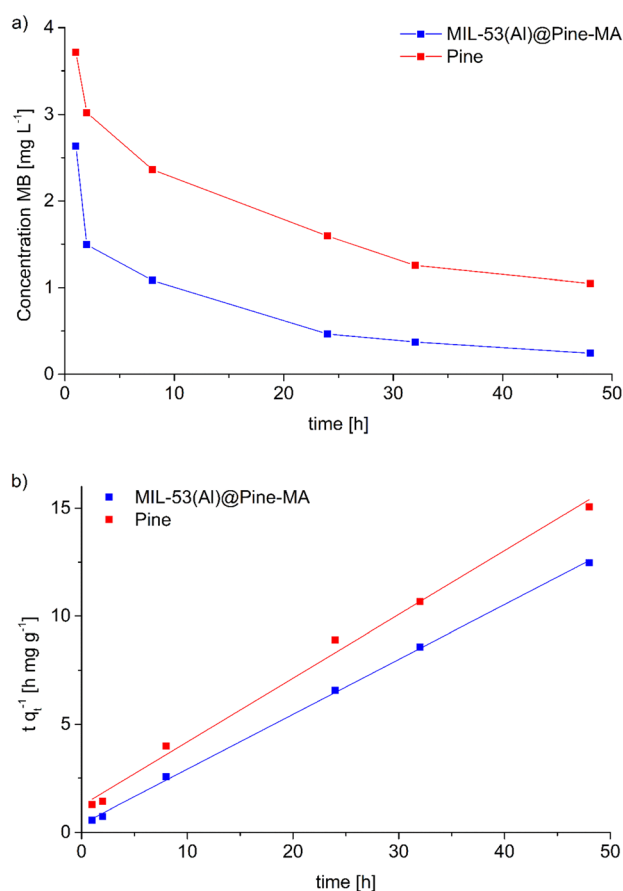 a)
4
3
2
1
0
Concentration MB [mg L⁻¹]
MIL-53(Al)@Pine-MA
Pine
0 10 20 30 40 50
time [h]
b)
15
10
5
0
t qₜ⁻¹ [h mg g⁻¹]
MIL-53(Al)@Pine-MA
Pine
0 10 20 30 40 50
time [h]